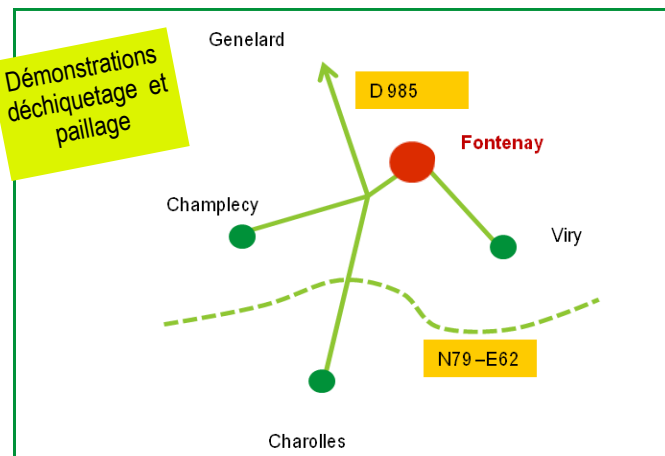 Genelard
Démonstrations
déchiquetage et
paillage
D 985
Fontenay
Champlecy
Viry
N79 – E62
Charolles